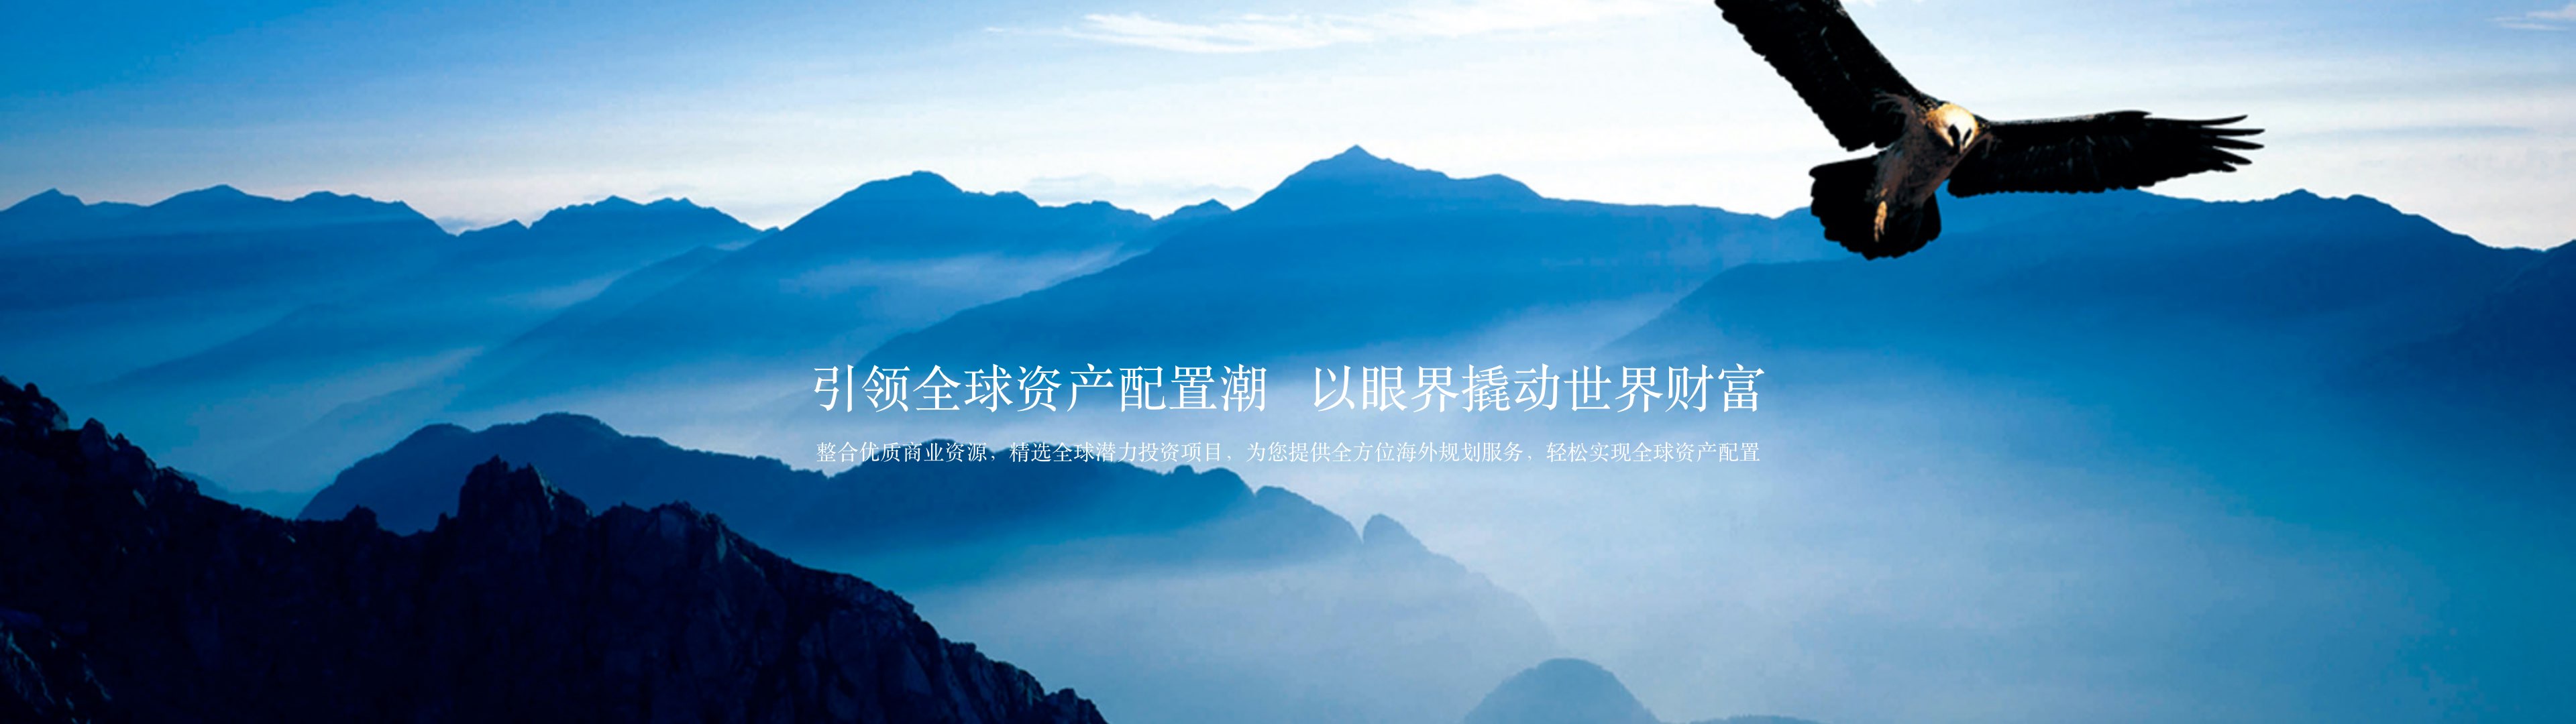 引领全球资产配置潮 以眼界撬动世界财富
整合优质商业资源，精选全球潜力投资项目，为您提供全方位海外规划服务，轻松实现全球资产配置